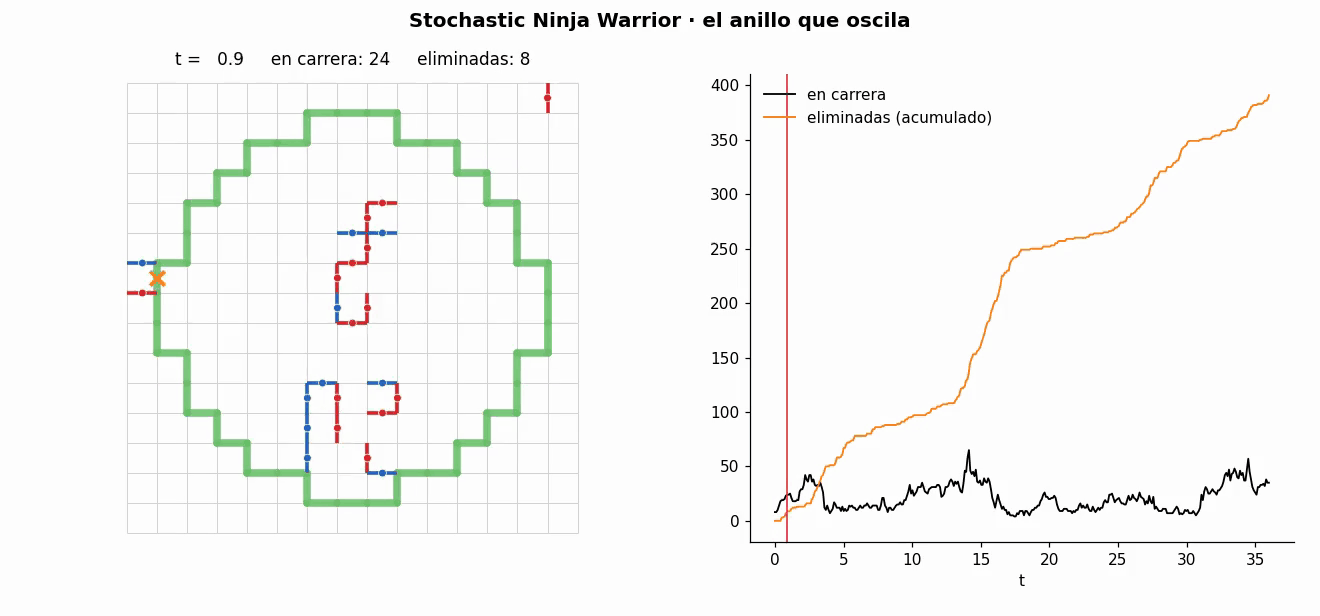 Stochastic Ninja Warrior · el anillo que oscila
t = 0.9 en carrera: 24 eliminadas: 8
400
350
300
250
200
150
100
50
0
en carrera
eliminadas (acumulado)
0 5 10 15 20 25 30 35
t